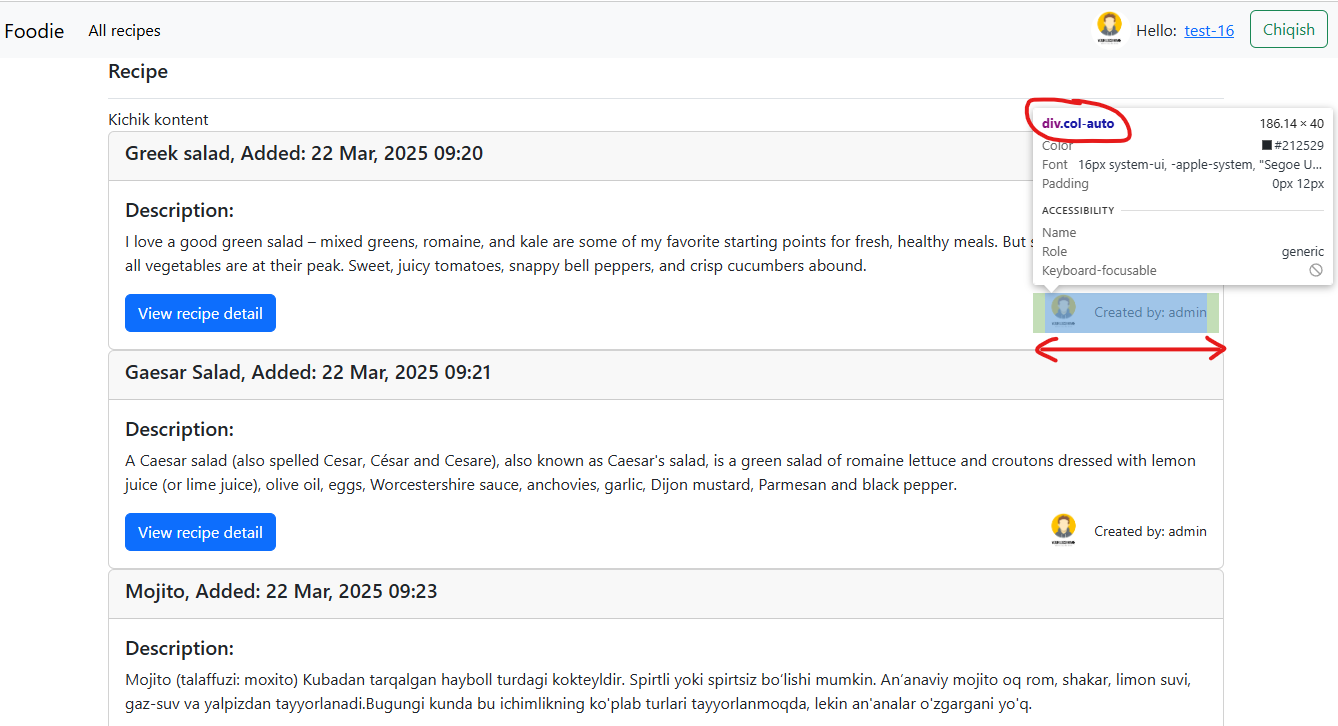 Foodie All recipes Hello: test-16 Chiqish
Recipe
Kichik kontent
Greek salad, Added: 22 Mar, 2025 09:20
Description:
I love a good green salad – mixed greens, romaine, and kale are some of my favorite starting points for fresh, healthy meals. But
all vegetables are at their peak. Sweet, juicy tomatoes, snappy bell peppers, and crisp cucumbers abound.
View recipe detail
Created by: admin
div.col-auto 186.14 × 40
Color #212529
Font 16px system-ui, -apple-system, "Segoe U...
Padding 0px 12px
ACCESSIBILITY
Name
Role generic
Keyboard-focusable
Gaesar Salad, Added: 22 Mar, 2025 09:21
Description:
A Caesar salad (also spelled Cesar, César and Cesare), also known as Caesar's salad, is a green salad of romaine lettuce and croutons dressed with lemon
juice (or lime juice), olive oil, eggs, Worcestershire sauce, anchovies, garlic, Dijon mustard, Parmesan and black pepper.
View recipe detail
Created by: admin
Mojito, Added: 22 Mar, 2025 09:23
Description:
Mojito (talaffuzi: moxito) Kubadan tarqalgan hayboll turdagi kokteyldir. Spirtli yoki spirtsiz boʻlishi mumkin. Anʼanaviy mojito oq rom, shakar, limon suvi,
gaz-suv va yalpizdan tayyorlanadi.Bugungi kunda bu ichimlikning ko'plab turlari tayyorlanmoqda, lekin an'analar o'zgargani yo'q.